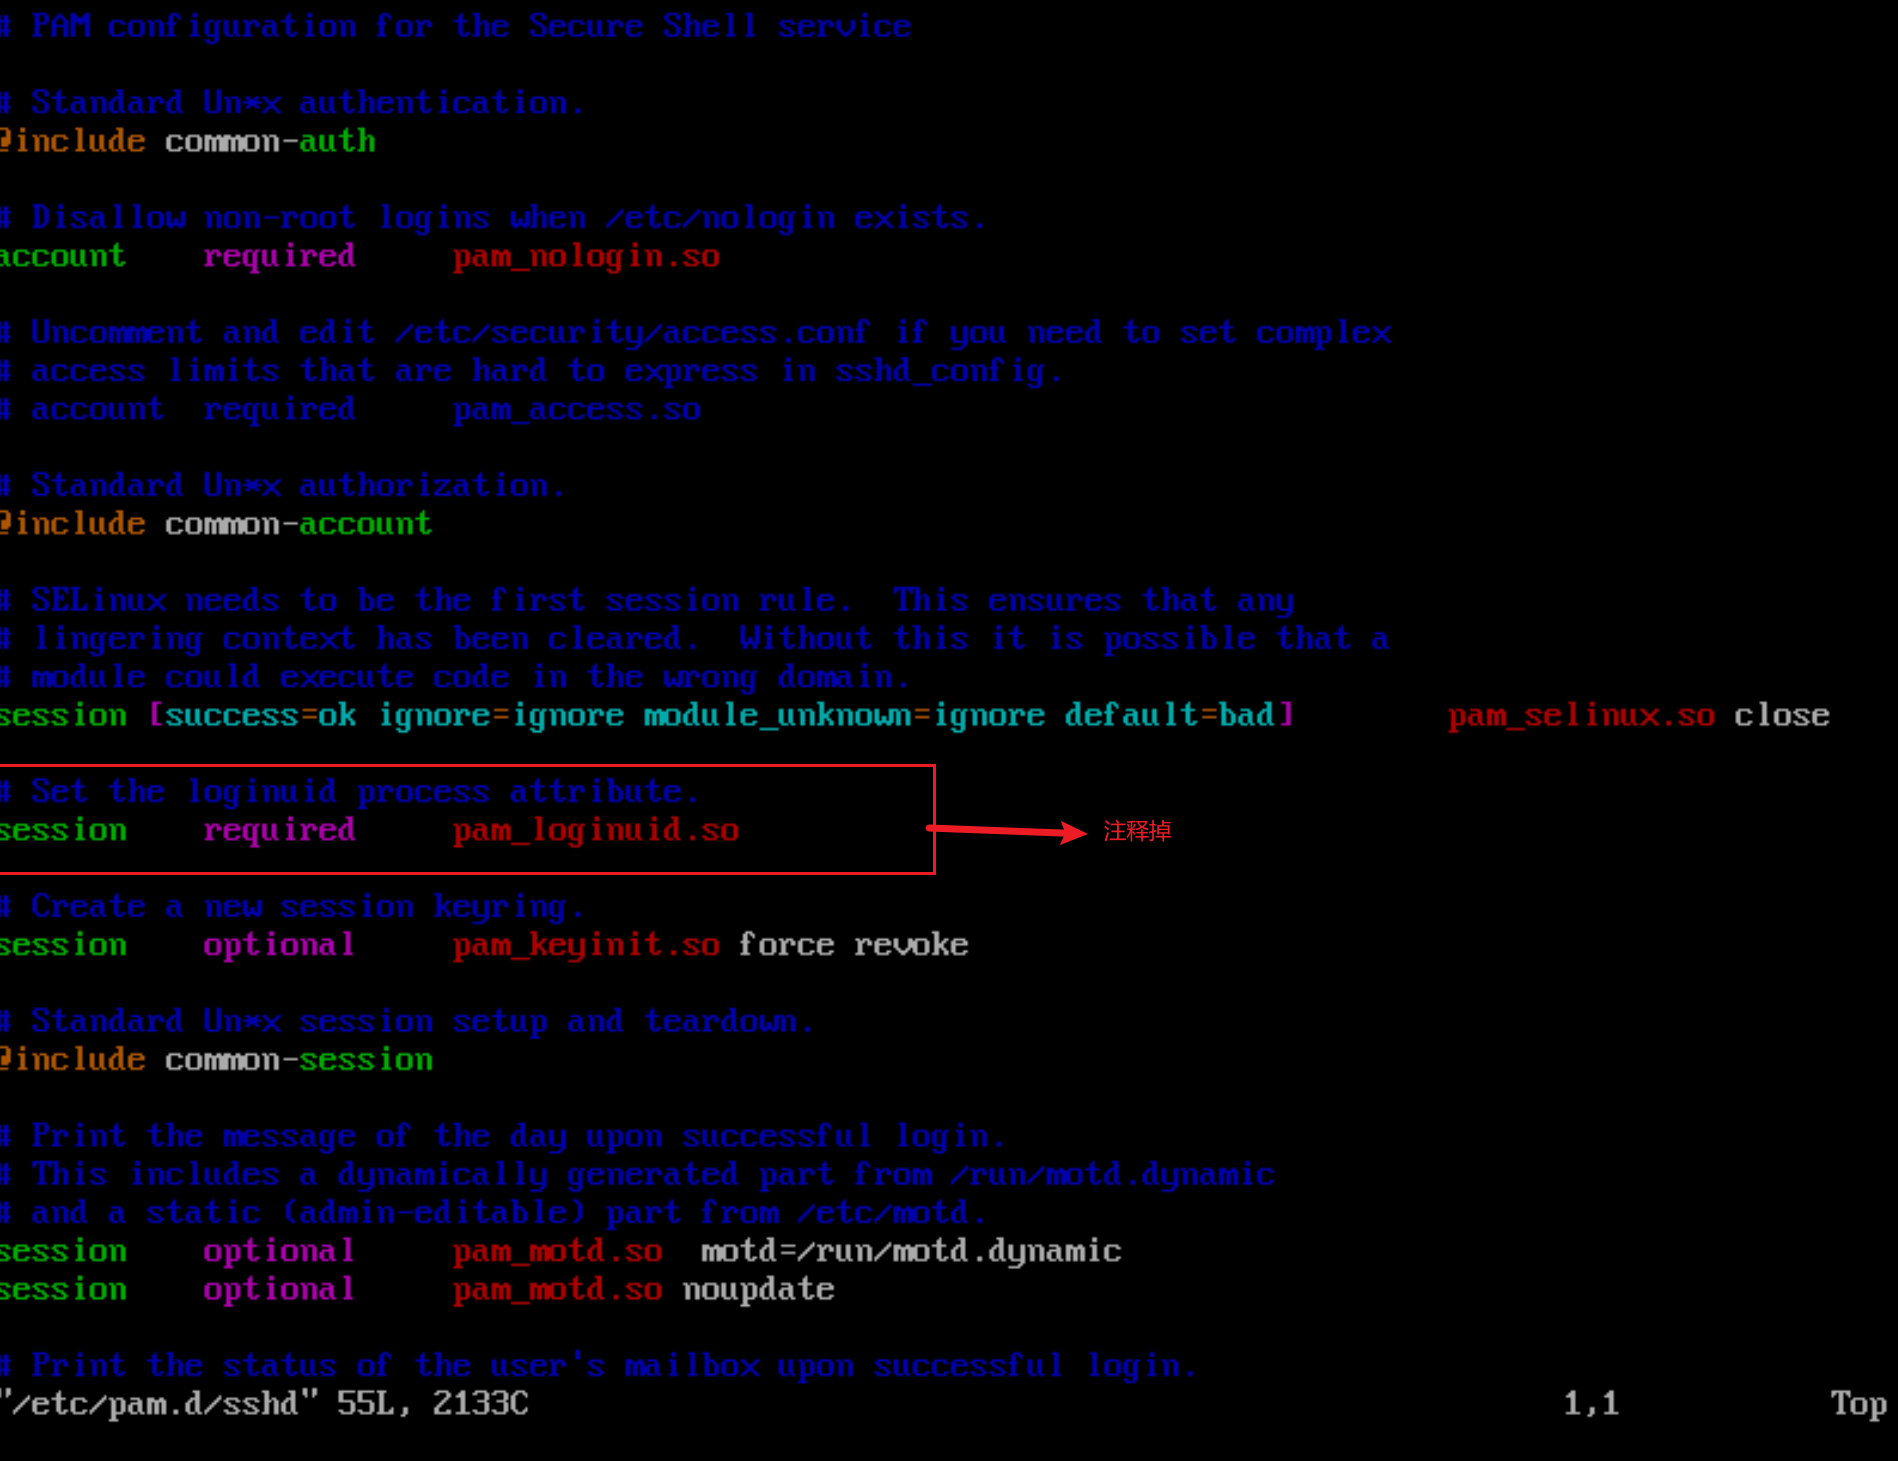 # PAM configuration for the Secure Shell service
# Standard Un*x authentication.
@include common-auth
# Disallow non-root logins when /etc/nologin exists.
account    required     pam_nologin.so
# Uncomment and edit /etc/security/access.conf if you need to set complex
# access limits that are hard to express in sshd_config.
# account  required     pam_access.so
# Standard Un*x authorization.
@include common-account
# SELinux needs to be the first session rule.  This ensures that any
# lingering context has been cleared.  Without this it is possible that a
# module could execute code in the wrong domain.
session [success=ok ignore=ignore module_unknown=ignore default=bad]        pam_selinux.so close
# Set the loginuid process attribute.
session    required     pam_loginuid.so
注释掉
# Create a new session keyring.
session    optional     pam_keyinit.so force revoke
# Standard Un*x session setup and teardown.
@include common-session
# Print the message of the day upon successful login.
# This includes a dynamically generated part from /run/motd.dynamic
# and a static (admin-editable) part from /etc/motd.
session    optional     pam_motd.so  motd=/run/motd.dynamic
session    optional     pam_motd.so noupdate
# Print the status of the user's mailbox upon successful login.
"/etc/pam.d/sshd" 55L, 2133C                                                      1,1           Top